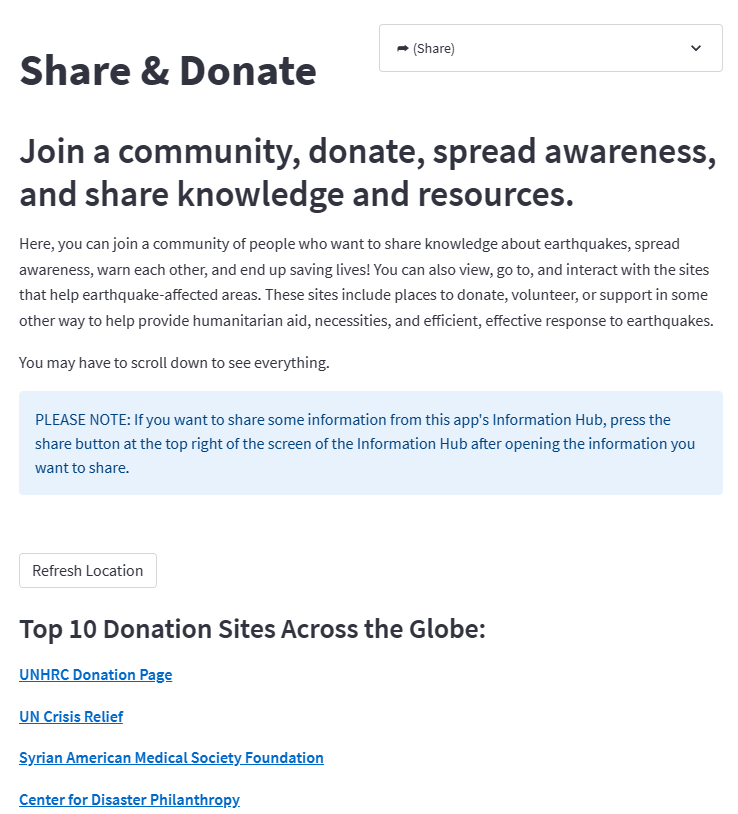 ➦ (Share)
Share & Donate
Join a community, donate, spread awareness,
and share knowledge and resources.
Here, you can join a community of people who want to share knowledge about earthquakes, spread
awareness, warn each other, and end up saving lives! You can also view, go to, and interact with the sites
that help earthquake-affected areas. These sites include places to donate, volunteer, or support in some
other way to help provide humanitarian aid, necessities, and efficient, effective response to earthquakes.
You may have to scroll down to see everything.
PLEASE NOTE: If you want to share some information from this app's Information Hub, press the
share button at the top right of the screen of the Information Hub after opening the information you
want to share.
Refresh Location
Top 10 Donation Sites Across the Globe:
UNHRC Donation Page
UN Crisis Relief
Syrian American Medical Society Foundation
Center for Disaster Philanthropy